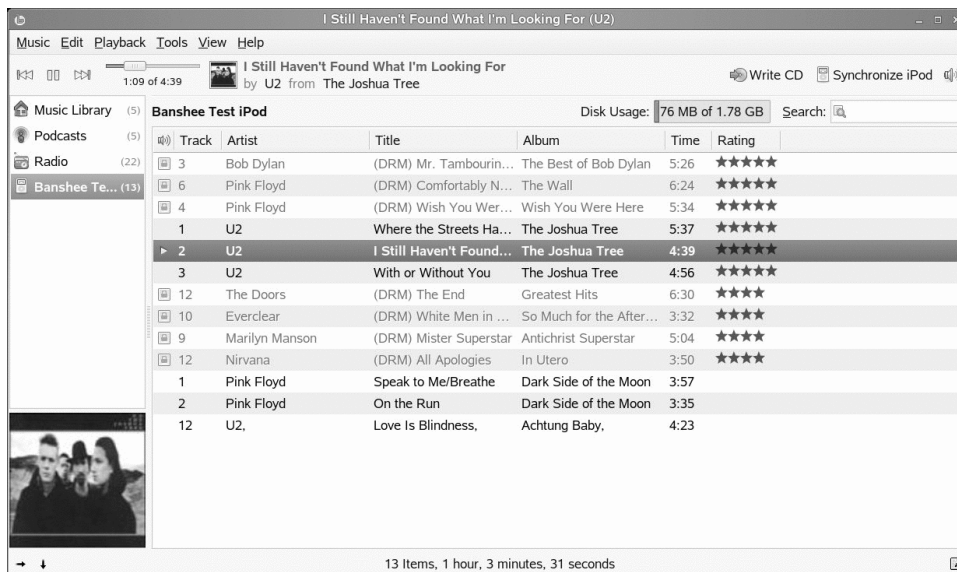 I Still Haven't Found What I'm Looking For (U2)
Music Edit Playback Tools View Help
1:09 of 4:39
I Still Haven't Found What I'm Looking For
by U2 from The Joshua Tree
Write CD Synchronize iPod
Music Library (5)
Podcasts (5)
Radio (22)
Banshee Te... (13)
Banshee Test iPod Disk Usage: 76 MB of 1.78 GB Search:
Track Artist Title Album Time Rating
3 Bob Dylan (DRM) Mr. Tambourin... The Best of Bob Dylan 5:26
6 Pink Floyd (DRM) Comfortably N... The Wall 6:24
4 Pink Floyd (DRM) Wish You Wer... Wish You Were Here 5:34
1 U2 Where the Streets Ha... The Joshua Tree 5:37
2 U2 I Still Haven't Found... The Joshua Tree 4:39
3 U2 With or Without You The Joshua Tree 4:56
12 The Doors (DRM) The End Greatest Hits 6:30
10 Everclear (DRM) White Men in ... So Much for the After... 3:32
9 Marilyn Manson (DRM) Mister Superstar Antichrist Superstar 5:04
12 Nirvana (DRM) All Apologies In Utero 3:50
1 Pink Floyd Speak to Me/Breathe Dark Side of the Moon 3:57
2 Pink Floyd On the Run Dark Side of the Moon 3:35
12 U2, Love Is Blindness, Achtung Baby, 4:23
13 Items, 1 hour, 3 minutes, 31 seconds